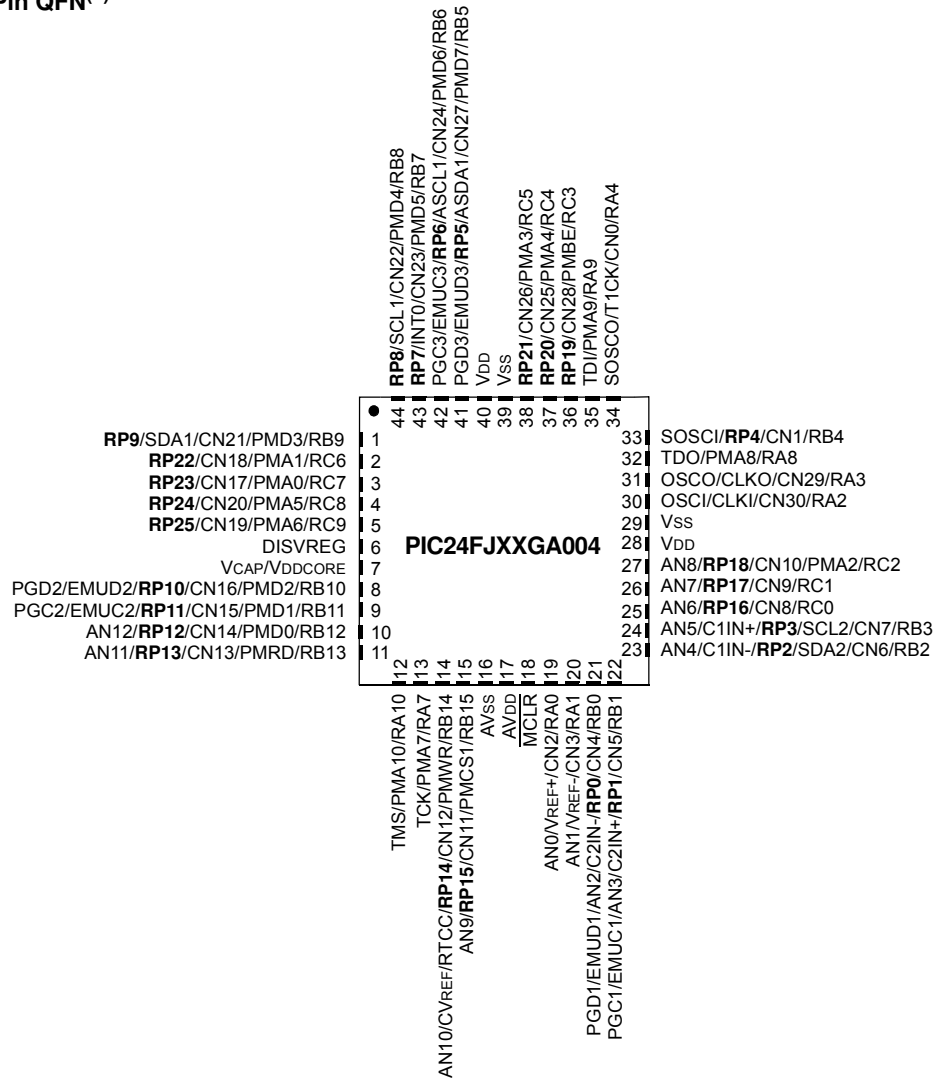 Pin QFN
RP8/SCL1/CN22/PMD4/RB8
RP7/INT0/CN23/PMD5/RB7
PGC3/EMUC3/RP6/ASCL1/CN24/PMD6/RB6
PGD3/EMUD3/RP5/ASDA1/CN27/PMD7/RB5
VDD
VSS
RP21/CN26/PMA3/RC5
RP20/CN25/PMA4/RC4
RP19/CN28/PMBE/RC3
TDI/PMA9/RA9
SOSCO/T1CK/CN0/RA4
44 43 42 41 40 39 38 37 36 35 34
RP9/SDA1/CN21/PMD3/RB9 1
RP22/CN18/PMA1/RC6 2
RP23/CN17/PMA0/RC7 3
RP24/CN20/PMA5/RC8 4
RP25/CN19/PMA6/RC9 5
DISVREG 6
VCAP/VDDCORE 7
PGD2/EMUD2/RP10/CN16/PMD2/RB10 8
PGC2/EMUC2/RP11/CN15/PMD1/RB11 9
AN12/RP12/CN14/PMD0/RB12 10
AN11/RP13/CN13/PMRD/RB13 11
PIC24FJXXGA004
33 SOSCI/RP4/CN1/RB4
32 TDO/PMA8/RA8
31 OSCO/CLKO/CN29/RA3
30 OSCI/CLKI/CN30/RA2
29 VSS
28 VDD
27 AN8/RP18/CN10/PMA2/RC2
26 AN7/RP17/CN9/RC1
25 AN6/RP16/CN8/RC0
24 AN5/C1IN+/RP3/SCL2/CN7/RB3
23 AN4/C1IN-/RP2/SDA2/CN6/RB2
12 13 14 15 16 17 18 19 20 21 22
TMS/PMA10/RA10
TCK/PMA7/RA7
AN10/CVREF/RTCC/RP14/CN12/PMWR/RB14
AN9/RP15/CN11/PMCS1/RB15
AVSS
AVDD
MCLR
AN0/VREF+/CN2/RA0
AN1/VREF-/CN3/RA1
PGD1/EMUD1/AN2/C2IN-/RP0/CN4/RB0
PGC1/EMUC1/AN3/C2IN+/RP1/CN5/RB1